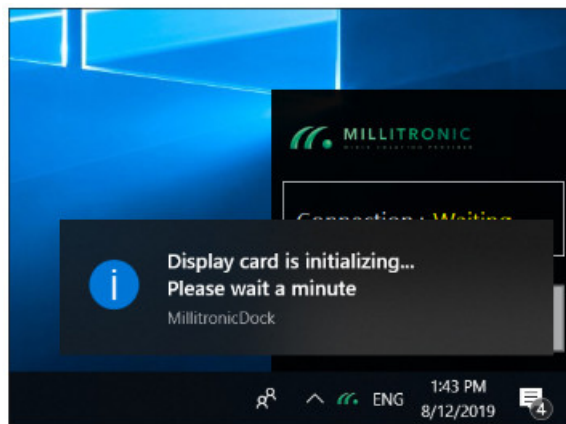 MILLITRONIC
Connection : Waiting
Display card is initializing...
Please wait a minute
MillitronicDock
ENG
1:43 PM
8/12/2019
4